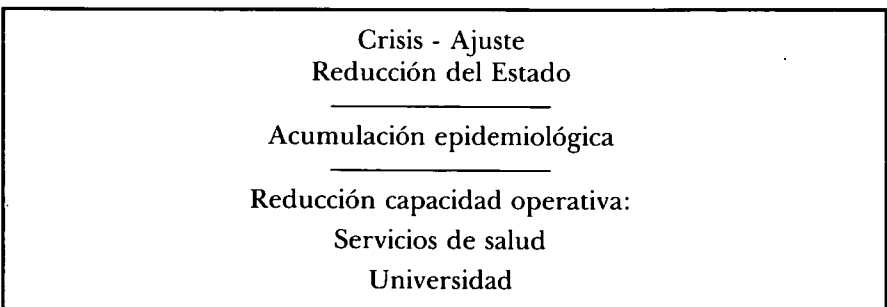 Crisis - Ajuste
Reducción del Estado
Acumulación epidemiológica
Reducción capacidad operativa:
Servicios de salud
Universidad